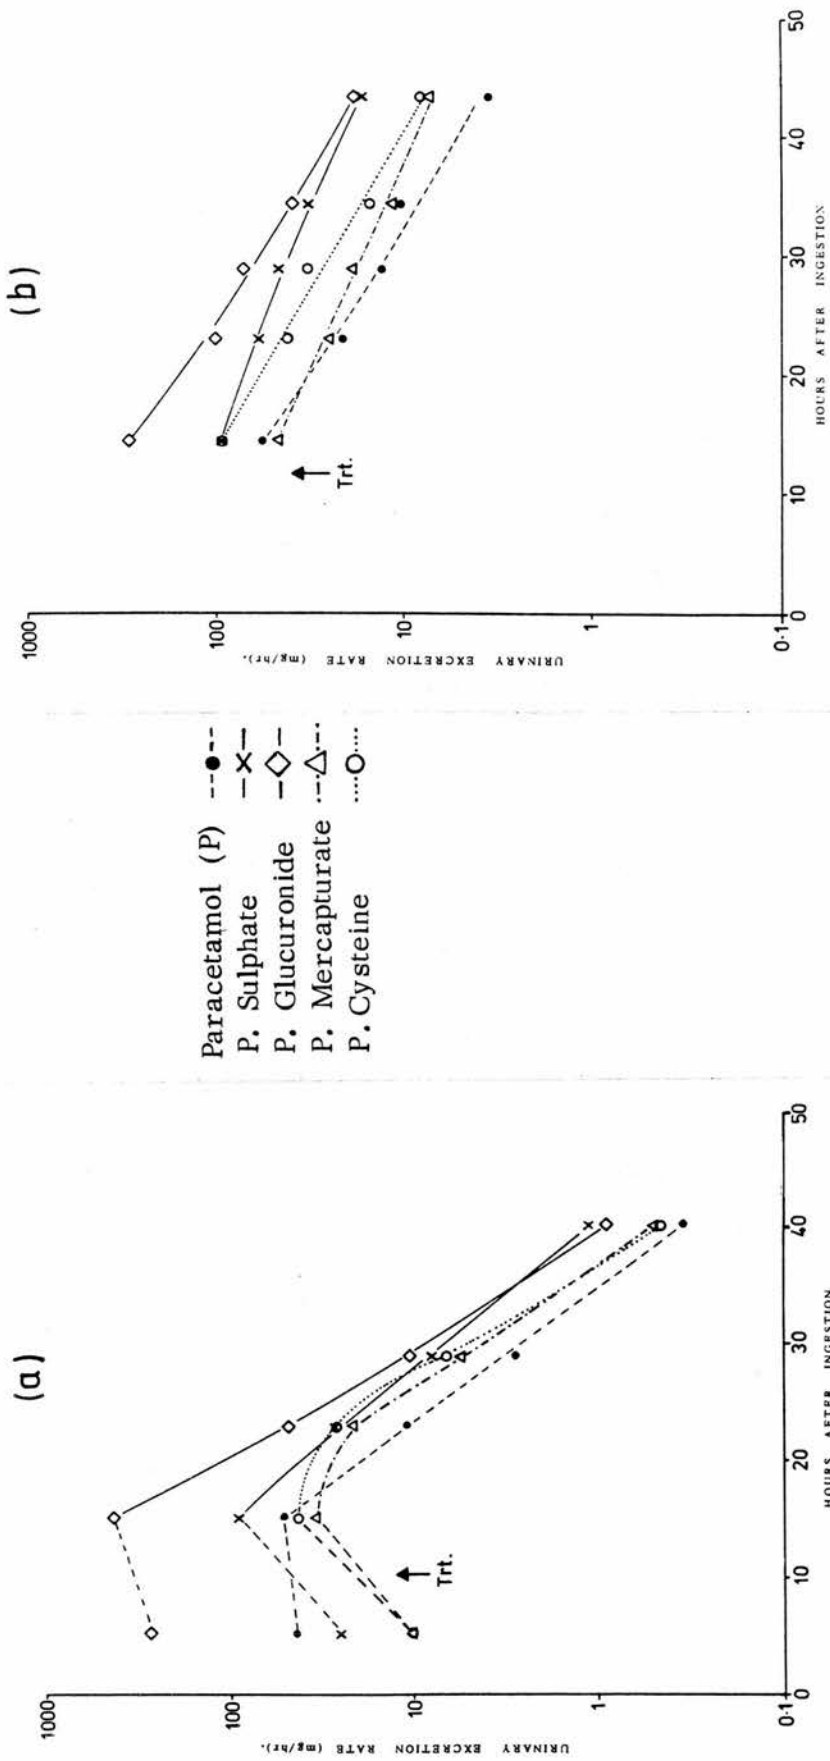 (a)
1000
100
10
1
0·1
URINARY EXCRETION RATE (mg/hr).
0
10
20
30
40
50
HOURS AFTER INGESTION
Trt.
Paracetamol (P)
P. Sulphate
P. Glucuronide
P. Mercapturate
P. Cysteine
(b)
1000
100
10
1
0·1
URINARY EXCRETION RATE (mg/hr).
0
10
20
30
40
50
HOURS AFTER INGESTION
Trt.